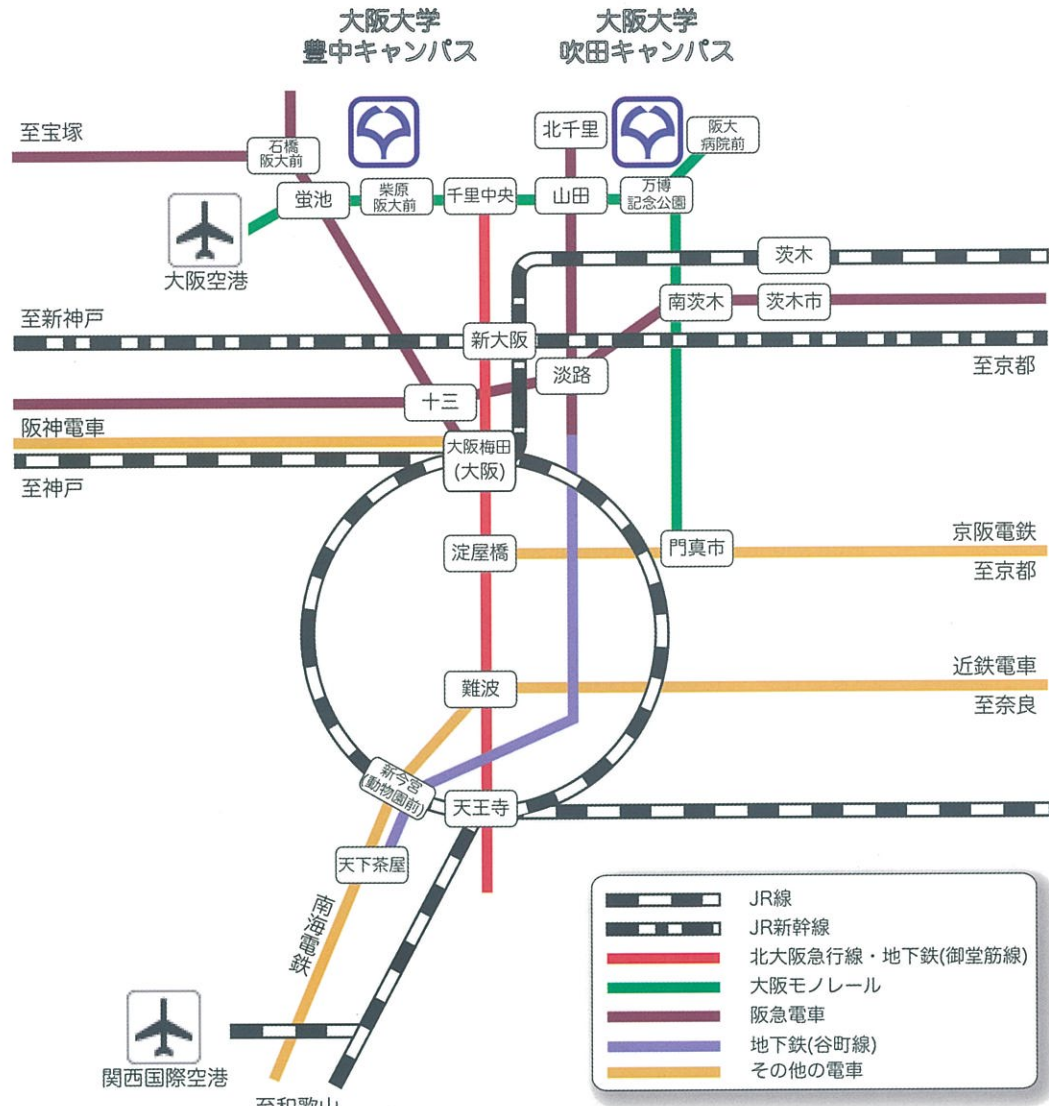 大阪大学
豊中キャンパス
大阪大学
吹田キャンパス
至宝塚
石橋
阪大前
北千里
阪大
病院前
蛍池
柴原
阪大前
千里中央
山田
万博
記念公園
大阪空港
茨木
南茨木
茨木市
至新神戸
新大阪
至京都
淡路
十三
阪神電車
大阪梅田
(大阪)
至神戸
淀屋橋
門真市
京阪電鉄
至京都
近鉄電車
難波
至奈良
新今宮
(動物園前)
天王寺
天下茶屋
南海電鉄
関西国際空港
至和歌山
JR線
JR新幹線
北大阪急行線・地下鉄(御堂筋線)
大阪モノレール
阪急電車
地下鉄(谷町線)
その他の電車